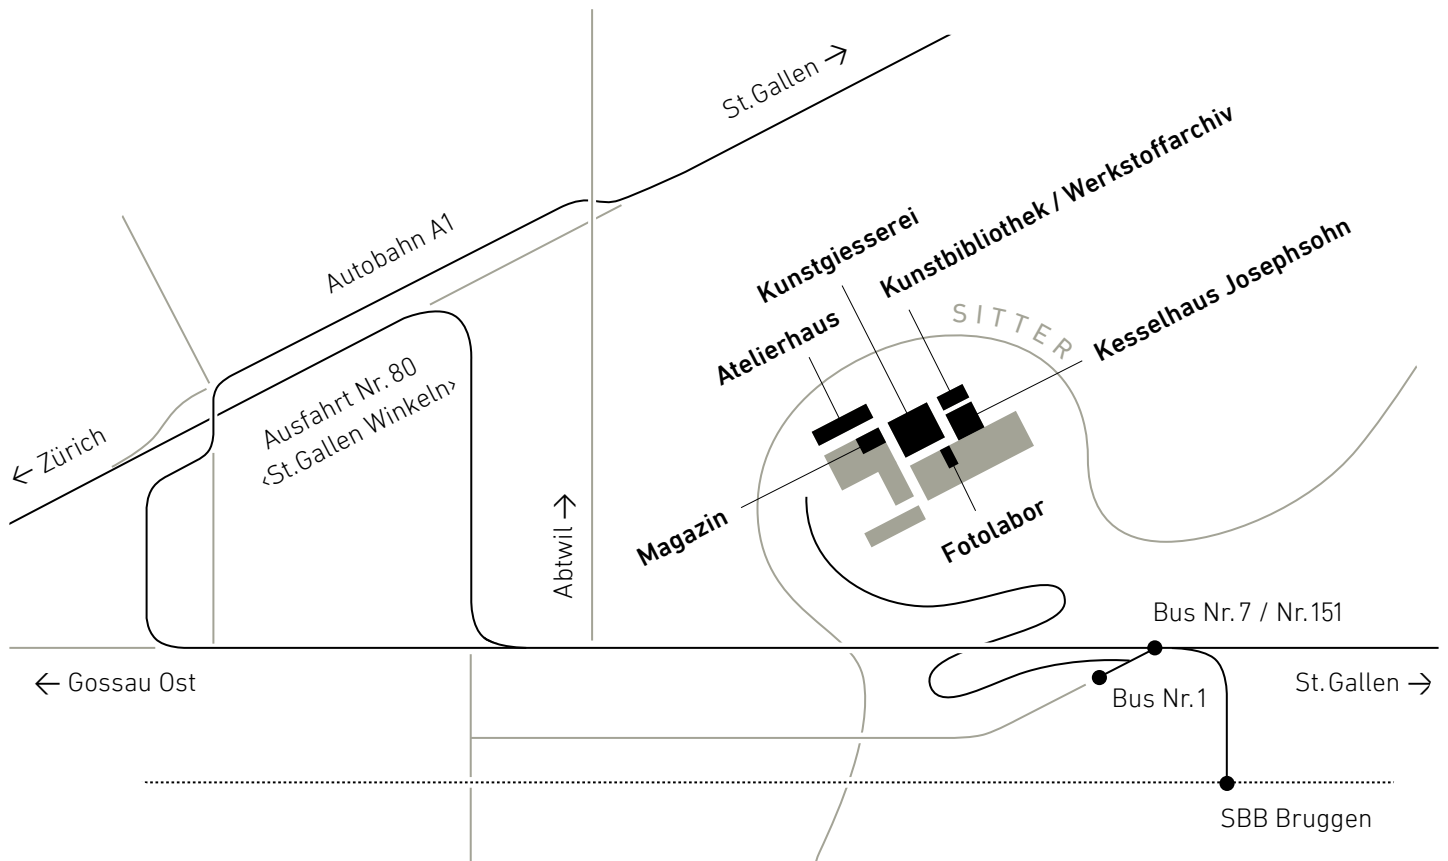 St.Gallen →
Autobahn A1
Kunstbibliothek / Werkstoffarchiv
Kunstgiesserei
Kesselhaus Josephsohn
SITTER
Atelierhaus
Ausfahrt Nr. 80
‹St.Gallen Winkeln›
← Zürich
Abtwil →
Magazin
Fotolabor
Bus Nr. 7 / Nr. 151
← Gossau Ost
St.Gallen →
Bus Nr. 1
SBB Bruggen